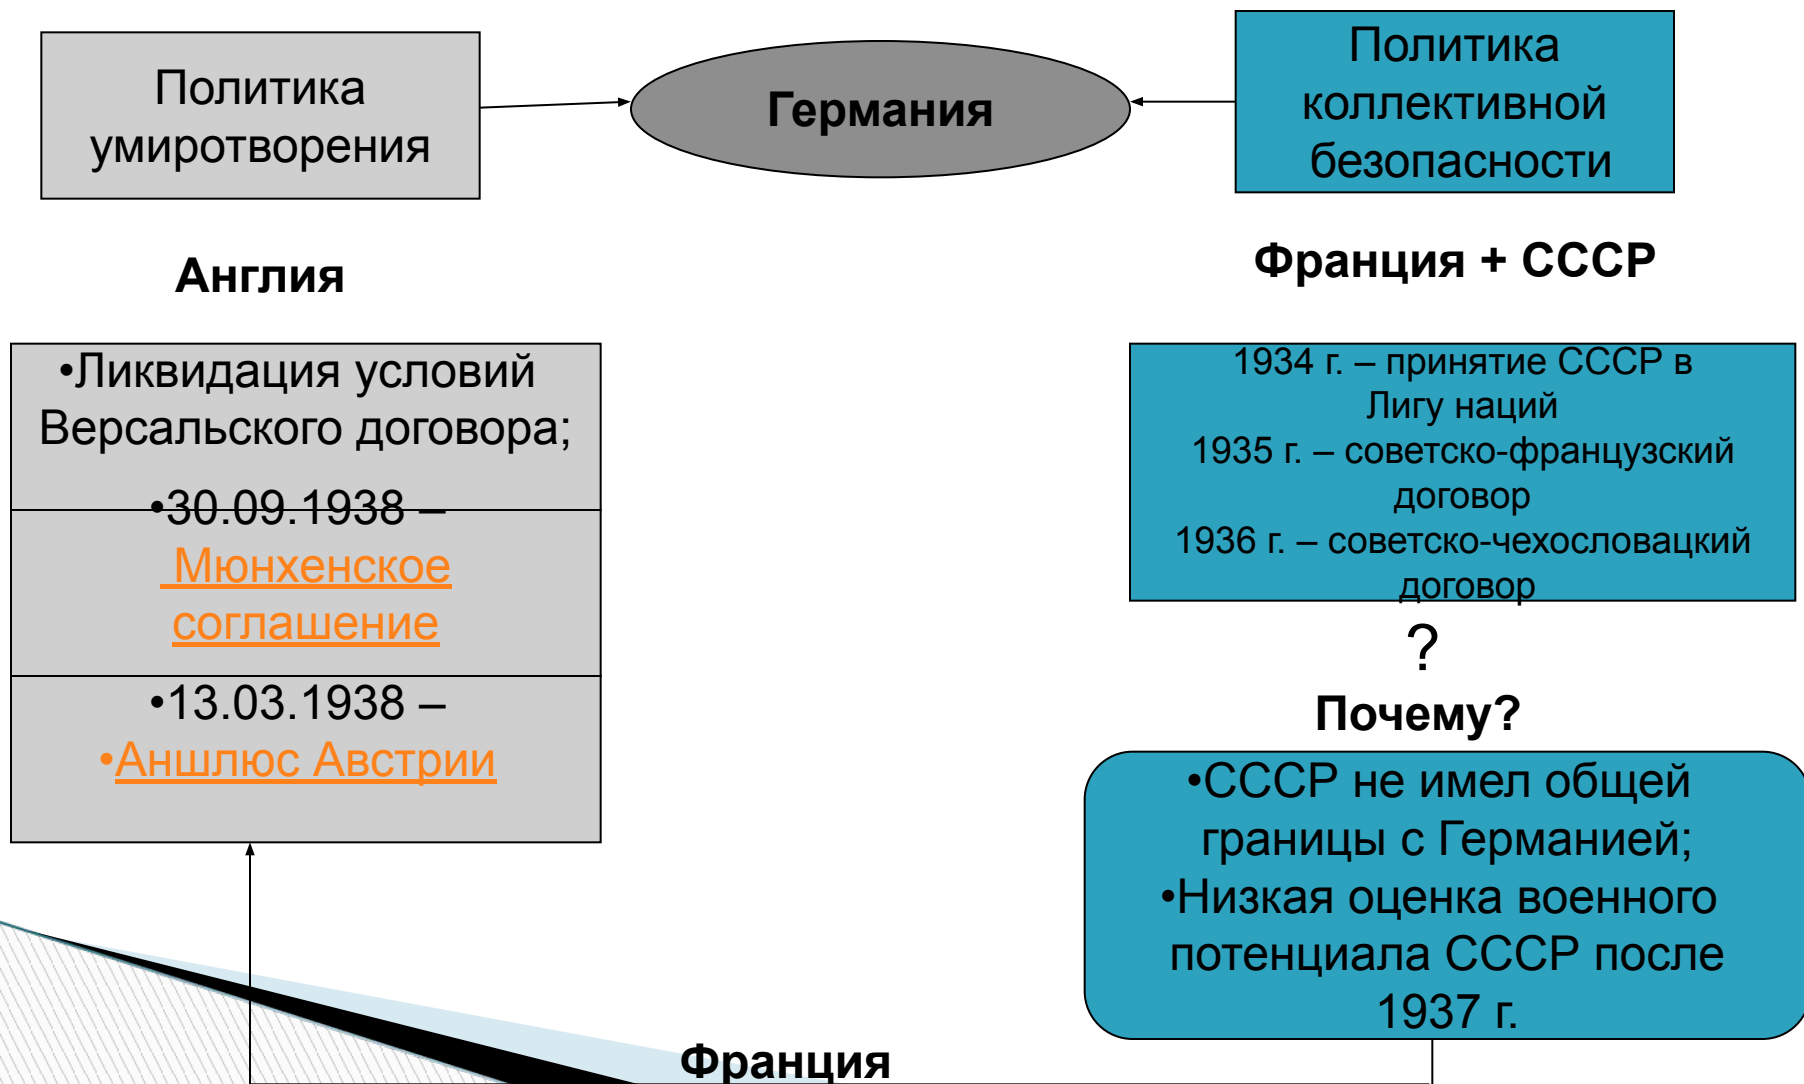 Политика
умиротворения
Германия
Политика
коллективной
безопасности
Англия
Франция + СССР
•Ликвидация условий
Версальского договора;
•30.09.1938 –
Мюнхенское
соглашение
•13.03.1938 –
•Аншлюс Австрии
1934 г. – принятие СССР в
Лигу наций
1935 г. – советско-французский
договор
1936 г. – советско-чехословацкий
договор
?
Почему?
•СССР не имел общей
границы с Германией;
•Низкая оценка военного
потенциала СССР после
1937 г.
Франция